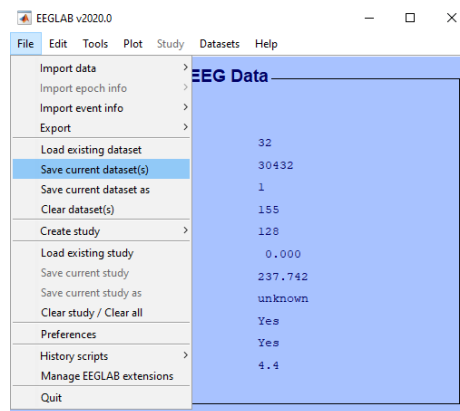 EEGLAB v2020.0
File Edit Tools Plot Study Datasets Help
Import data
EEG Data
Import epoch info
Import event info
Export
32
Load existing dataset
Save current dataset(s)
30432
Save current dataset as
1
Clear dataset(s)
155
Create study
128
Load existing study
0.000
Save current study
237.742
Save current study as
unknown
Clear study / Clear all
Yes
Preferences
Yes
History scripts
4.4
Manage EEGLAB extensions
Quit